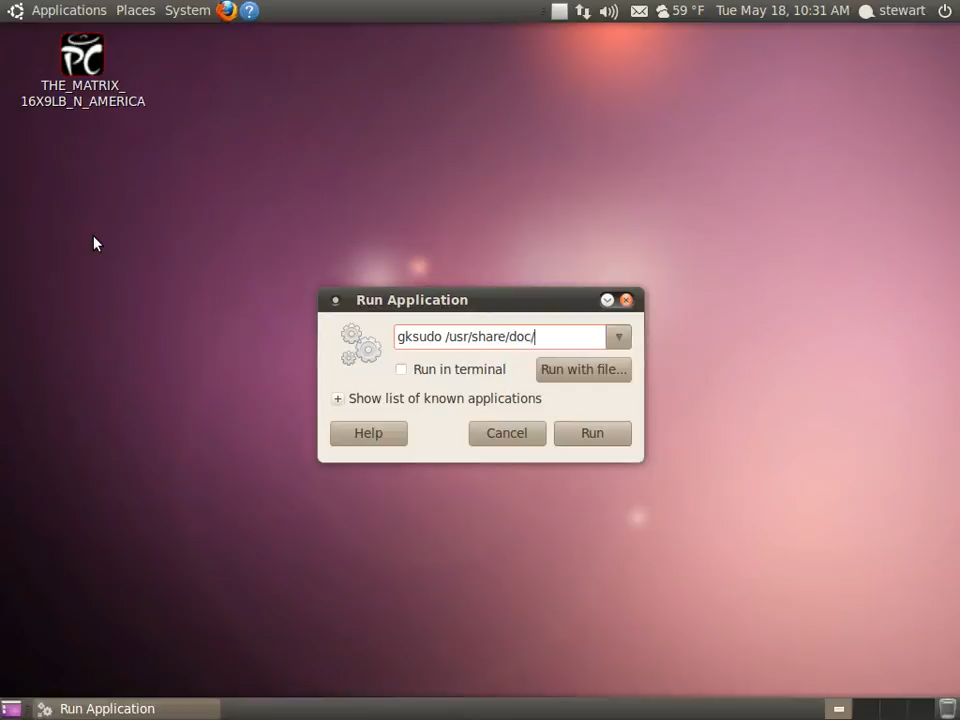 Applications Places System 59 °F Tue May 18, 10:31 AM stewart
PC
THE_MATRIX_
16X9LB_N_AMERICA
Run Application
gksudo /usr/share/doc/
Run in terminal Run with file...
Show list of known applications
Help Cancel Run
Run Application